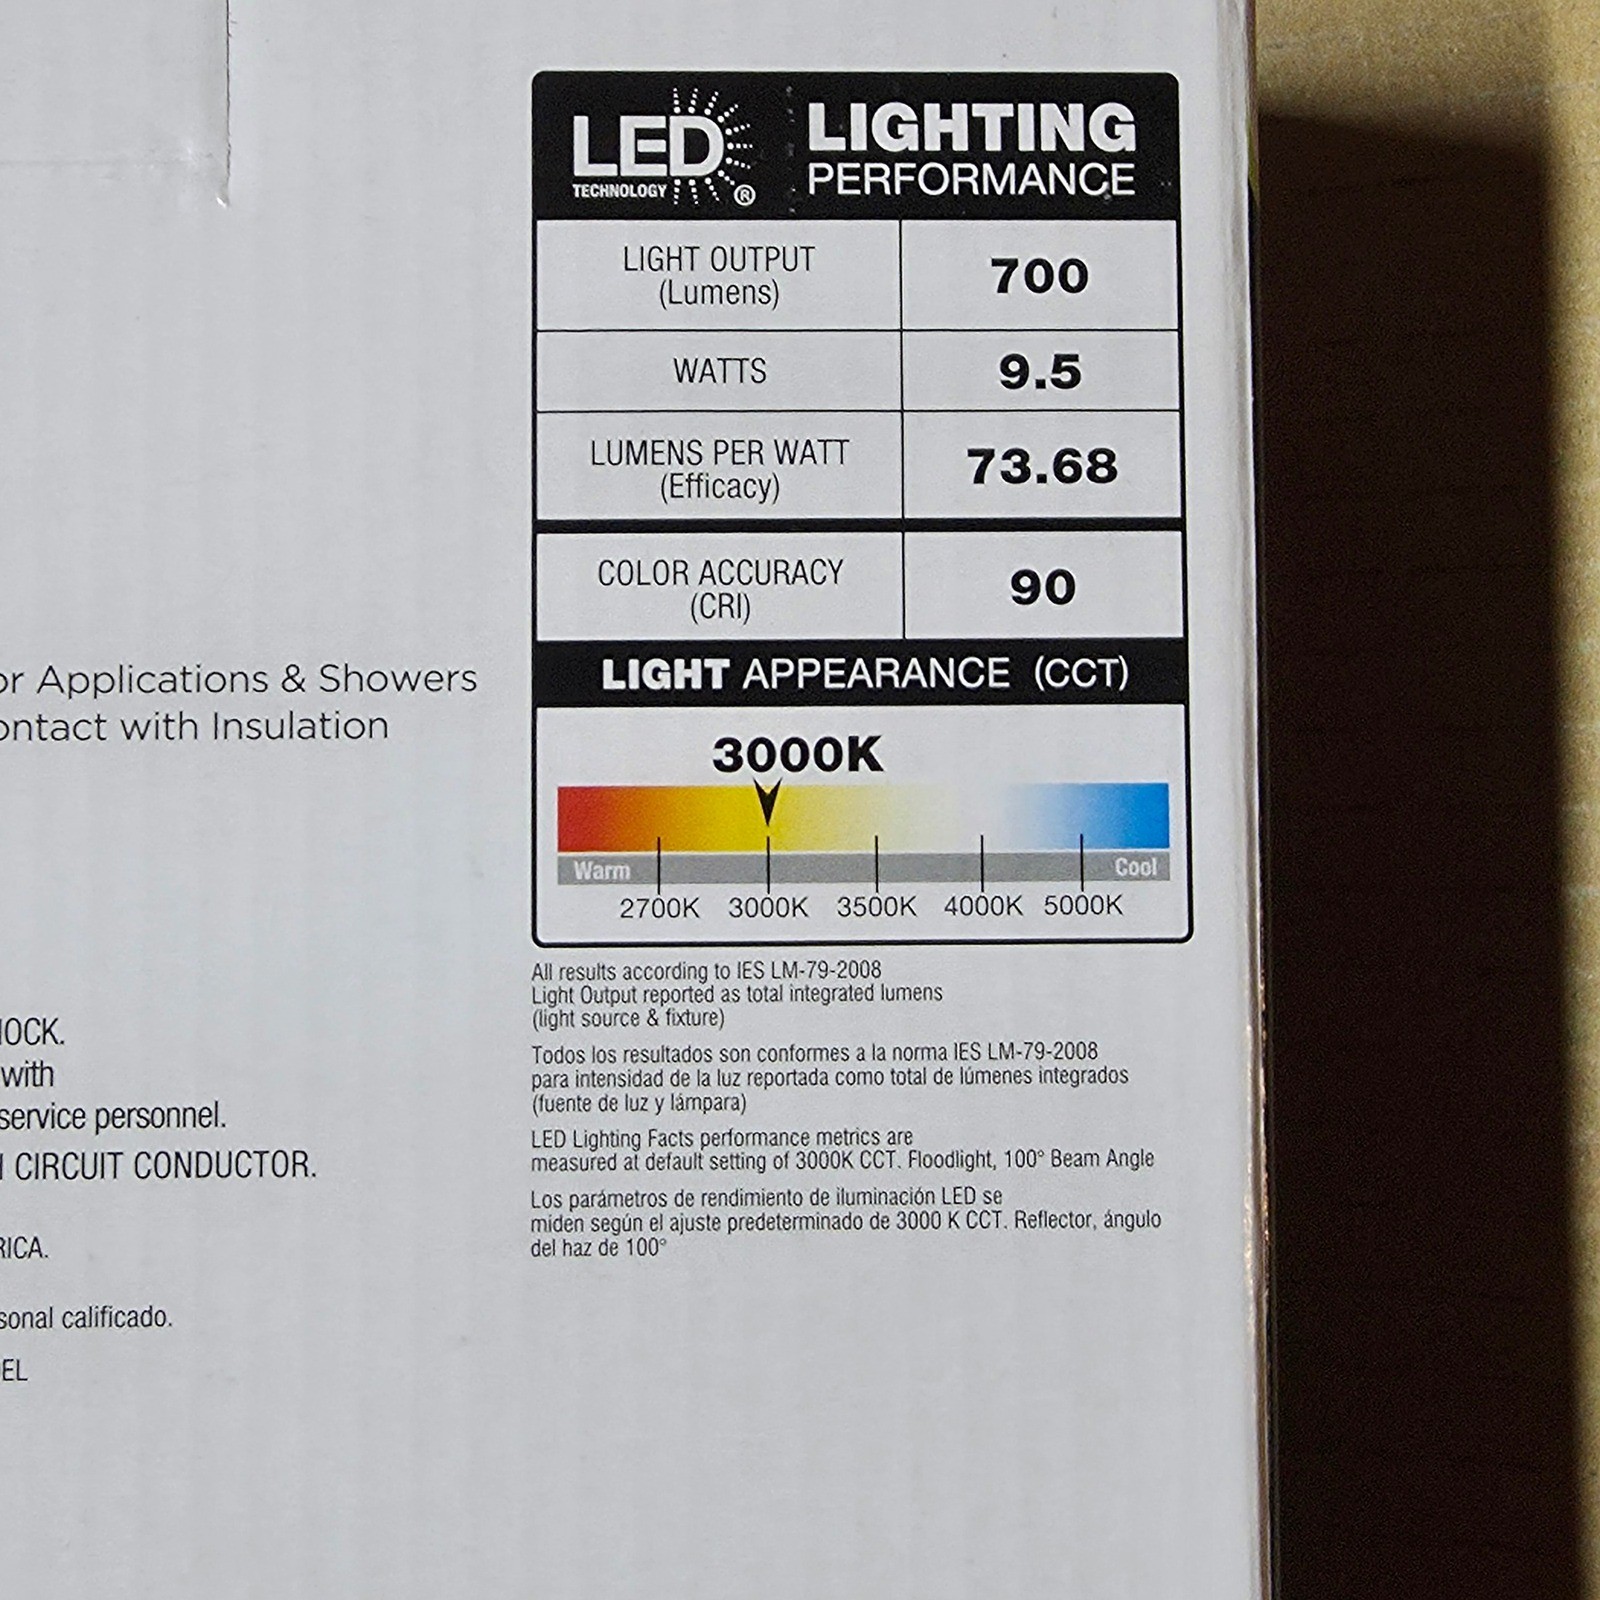 LED
TECHNOLOGY ®
LIGHTING
PERFORMANCE
LIGHT OUTPUT
(Lumens)
700
WATTS
9.5
LUMENS PER WATT
(Efficacy)
73.68
COLOR ACCURACY
(CRI)
90
LIGHT APPEARANCE (CCT)
3000K
Warm Cool
2700K 3000K 3500K 4000K 5000K
All results according to IES LM-79-2008
Light Output reported as total integrated lumens
(light source & fixture)
Todos los resultados son conformes a la norma IES LM-79-2008
para intensidad de la luz reportada como total de lúmenes integrados
(fuente de luz y lámpara)
LED Lighting Facts performance metrics are
measured at default setting of 3000K CCT. Floodlight, 100° Beam Angle
Los parámetros de rendimiento de iluminación LED se
miden según el ajuste predeterminado de 3000 K CCT. Reflector, ángulo
del haz de 100°
Applications & Showers
with Insulation
with
service personnel.
CIRCUIT CONDUCTOR.
calificado.